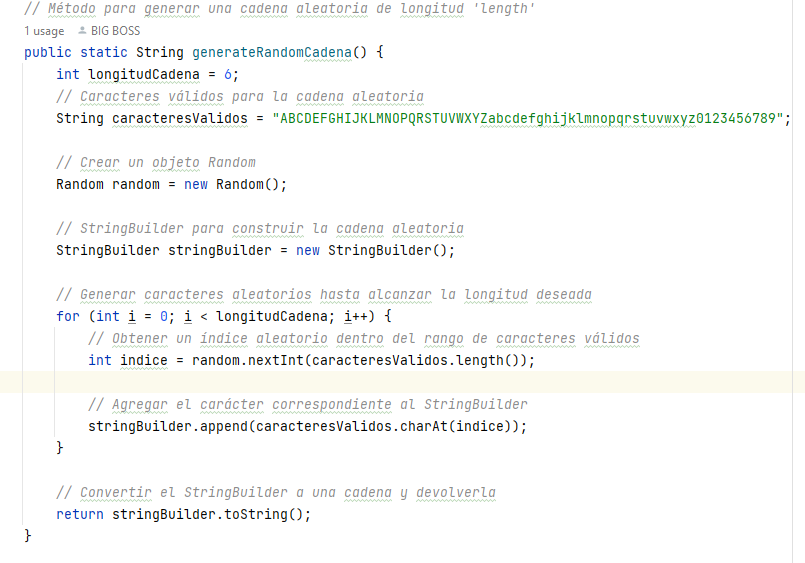 // Método para generar una cadena aleatoria de longitud 'length'
1 usage BIG BOSS
public static String generateRandomCadena() {
int longitudCadena = 6;
// Caracteres válidos para la cadena aleatoria
String caracteresValidos = "ABCDEFGHIJKLMNOPQRSTUVWXYZabcdefghijklmnopqrstuvwxyz0123456789";
// Crear un objeto Random
Random random = new Random();
// StringBuilder para construir la cadena aleatoria
StringBuilder stringBuilder = new StringBuilder();
// Generar caracteres aleatorios hasta alcanzar la longitud deseada
for (int i = 0; i < longitudCadena; i++) {
// Obtener un índice aleatorio dentro del rango de caracteres válidos
int indice = random.nextInt(caracteresValidos.length());
// Agregar el carácter correspondiente al StringBuilder
stringBuilder.append(caracteresValidos.charAt(indice));
}
// Convertir el StringBuilder a una cadena y devolverla
return stringBuilder.toString();
}